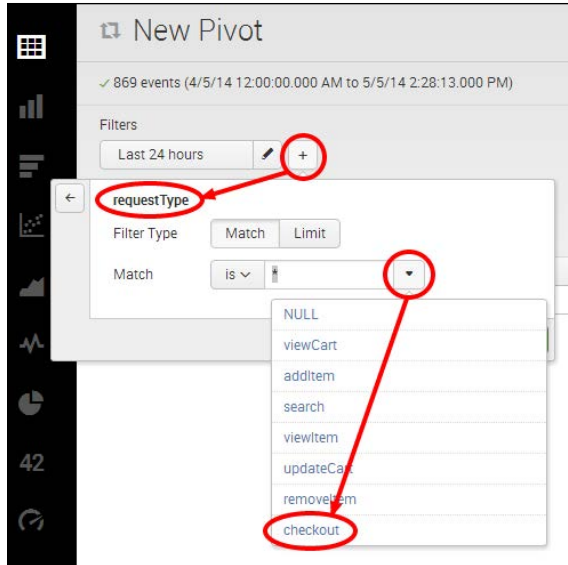 New Pivot
✓ 869 events (4/5/14 12:00:00.000 AM to 5/5/14 2:28:13.000 PM)
Filters
Last 24 hours +
requestType
Filter Type Match Limit
Match is *
NULL
viewCart
addItem
search
viewItem
updateCart
removeItem
checkout
42